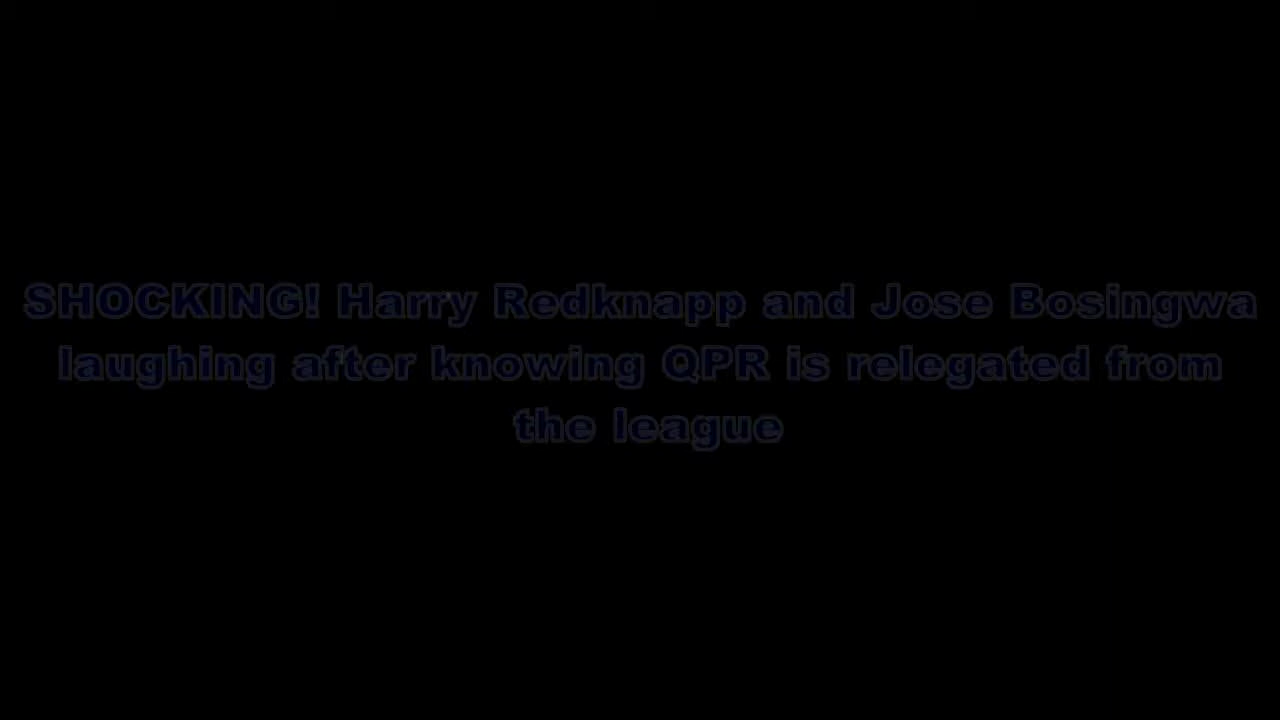 SHOCKING! Harry Redknapp and Jose Bosingwa
laughing after knowing QPR is relegated from
the league